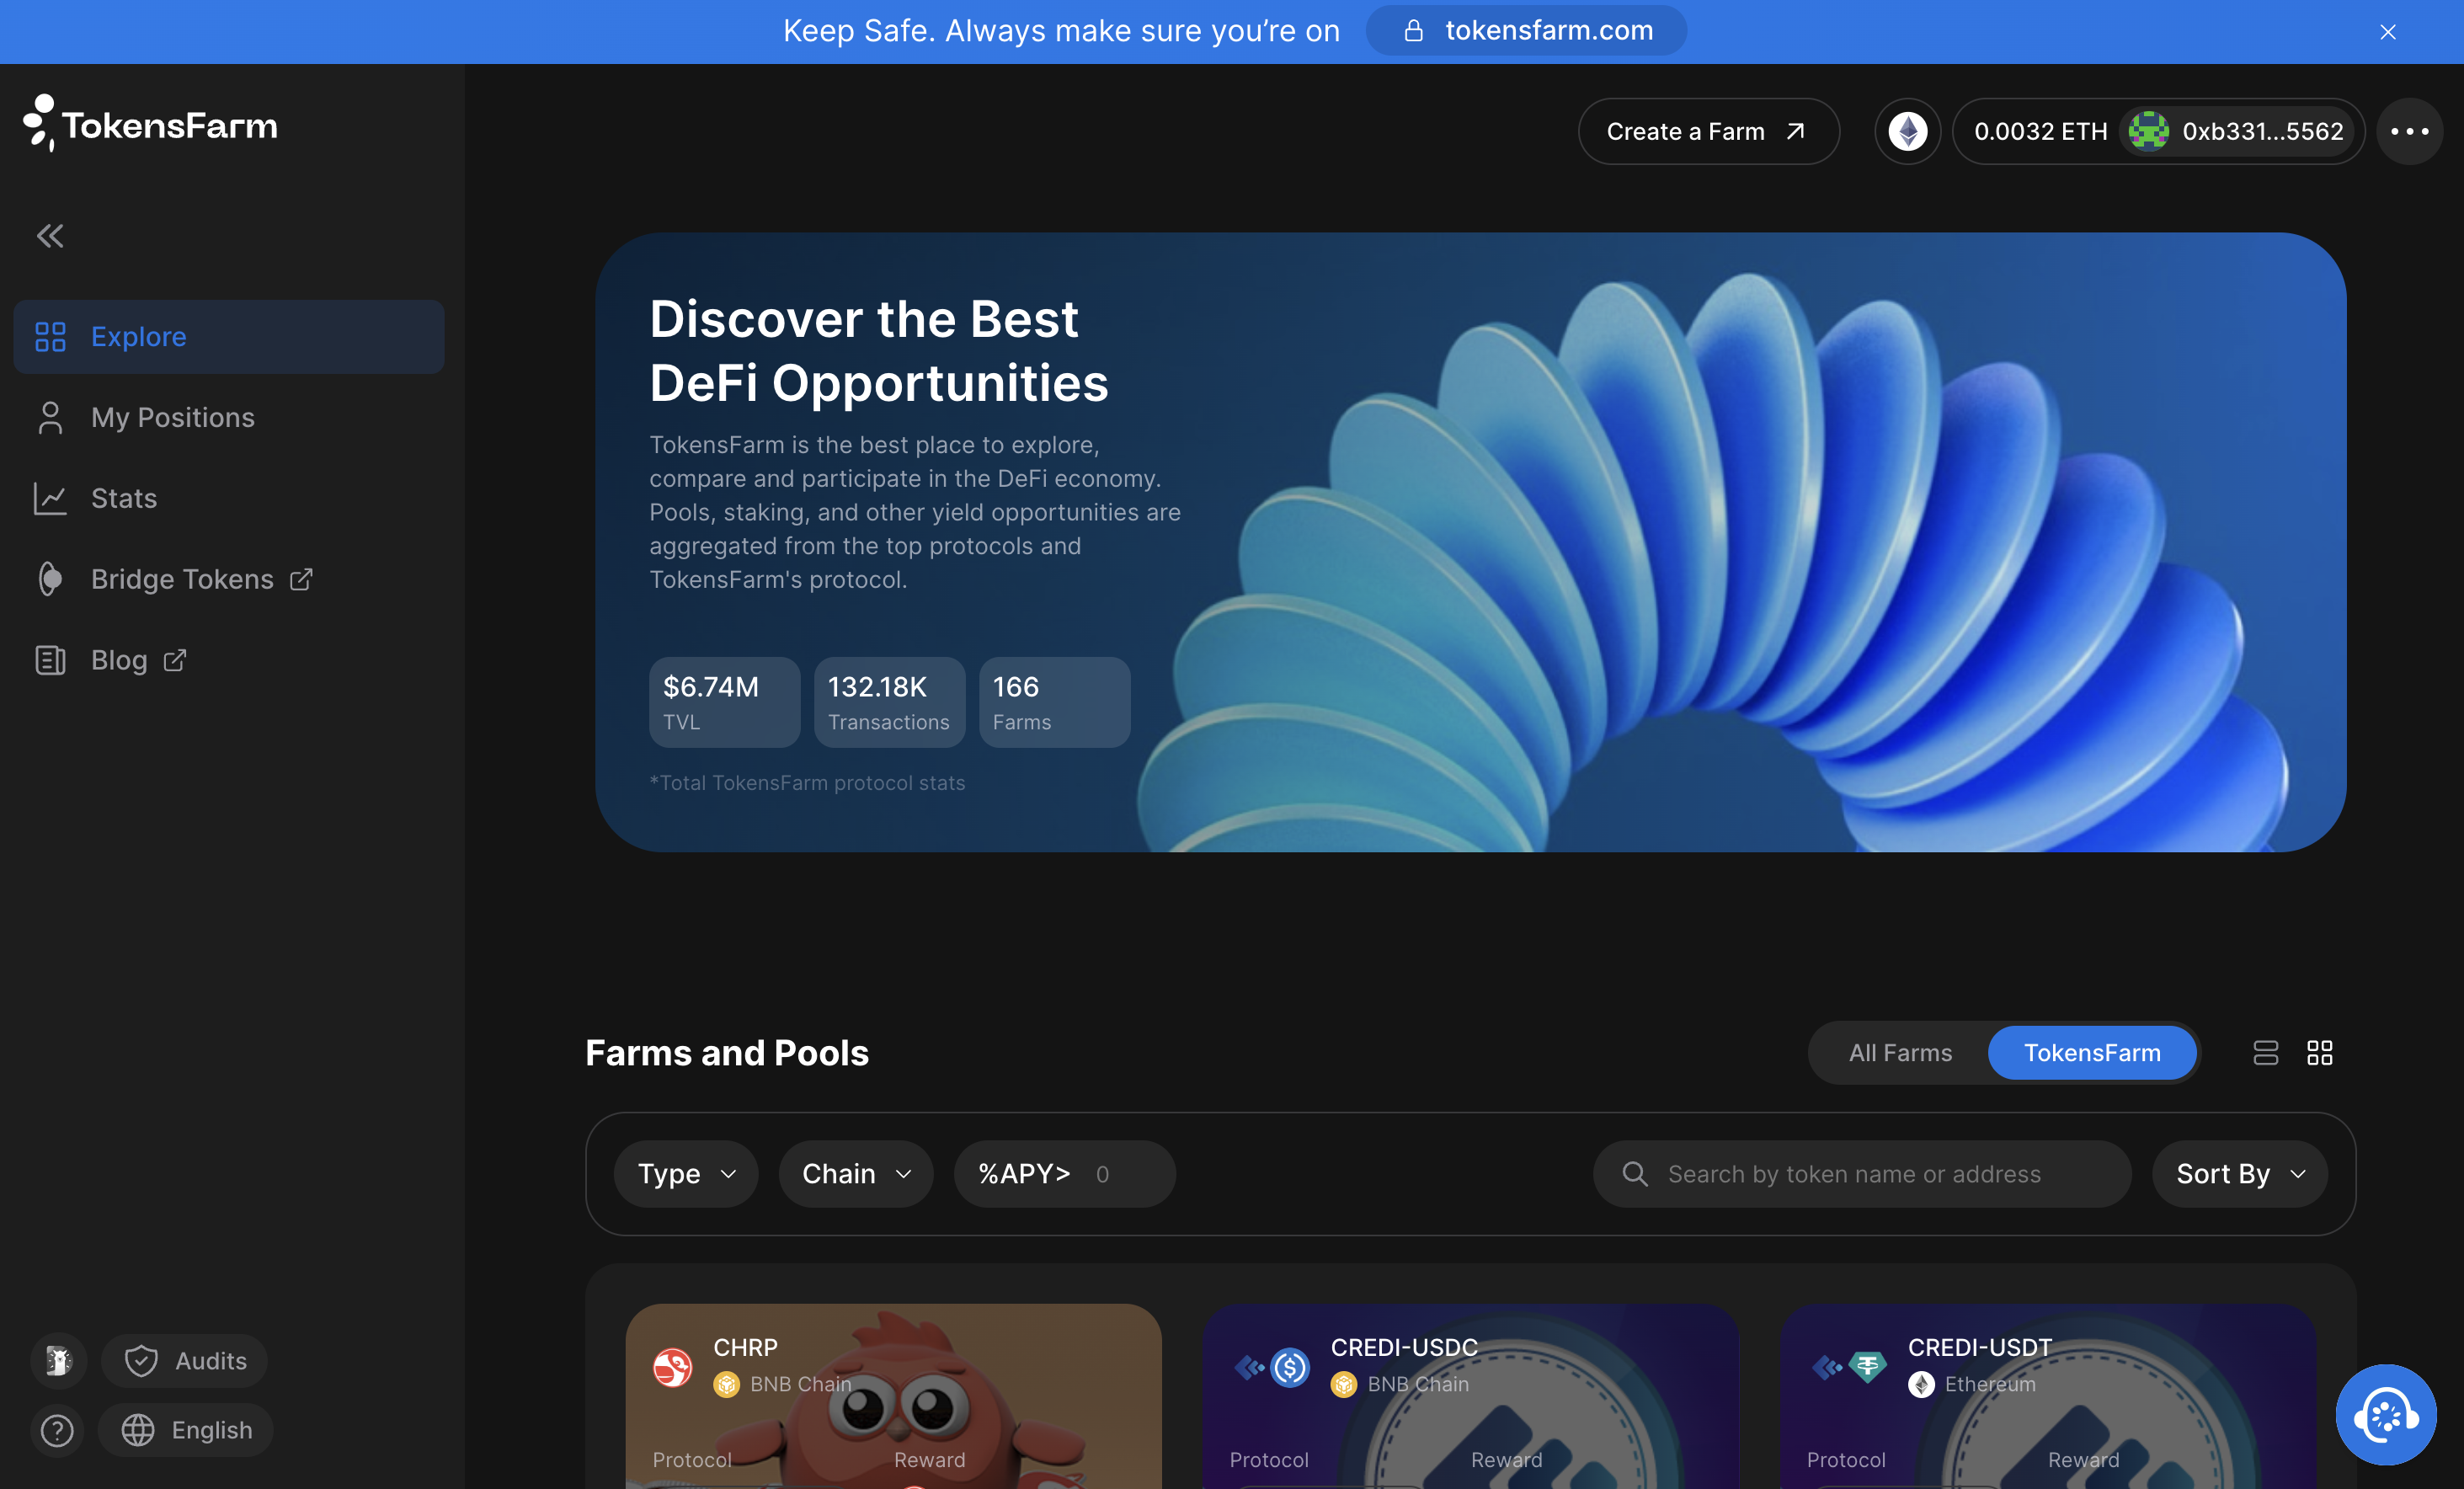 Keep Safe. Always make sure you’re on
tokensfarm.com
TokensFarm
Create a Farm
0.0032 ETH
0xb331...5562
Explore
My Positions
Stats
Bridge Tokens
Blog
Discover the Best
DeFi Opportunities
TokensFarm is the best place to explore,
compare and participate in the DeFi economy.
Pools, staking, and other yield opportunities are
aggregated from the top protocols and
TokensFarm's protocol.
$6.74M
TVL
132.18K
Transactions
166
Farms
*Total TokensFarm protocol stats
Farms and Pools
All Farms
TokensFarm
Type
Chain
%APY> 0
Search by token name or address
Sort By
CHRP
BNB Chain
Protocol
Reward
CREDI-USDC
BNB Chain
Protocol
Reward
CREDI-USDT
Ethereum
Protocol
Reward
Audits
English